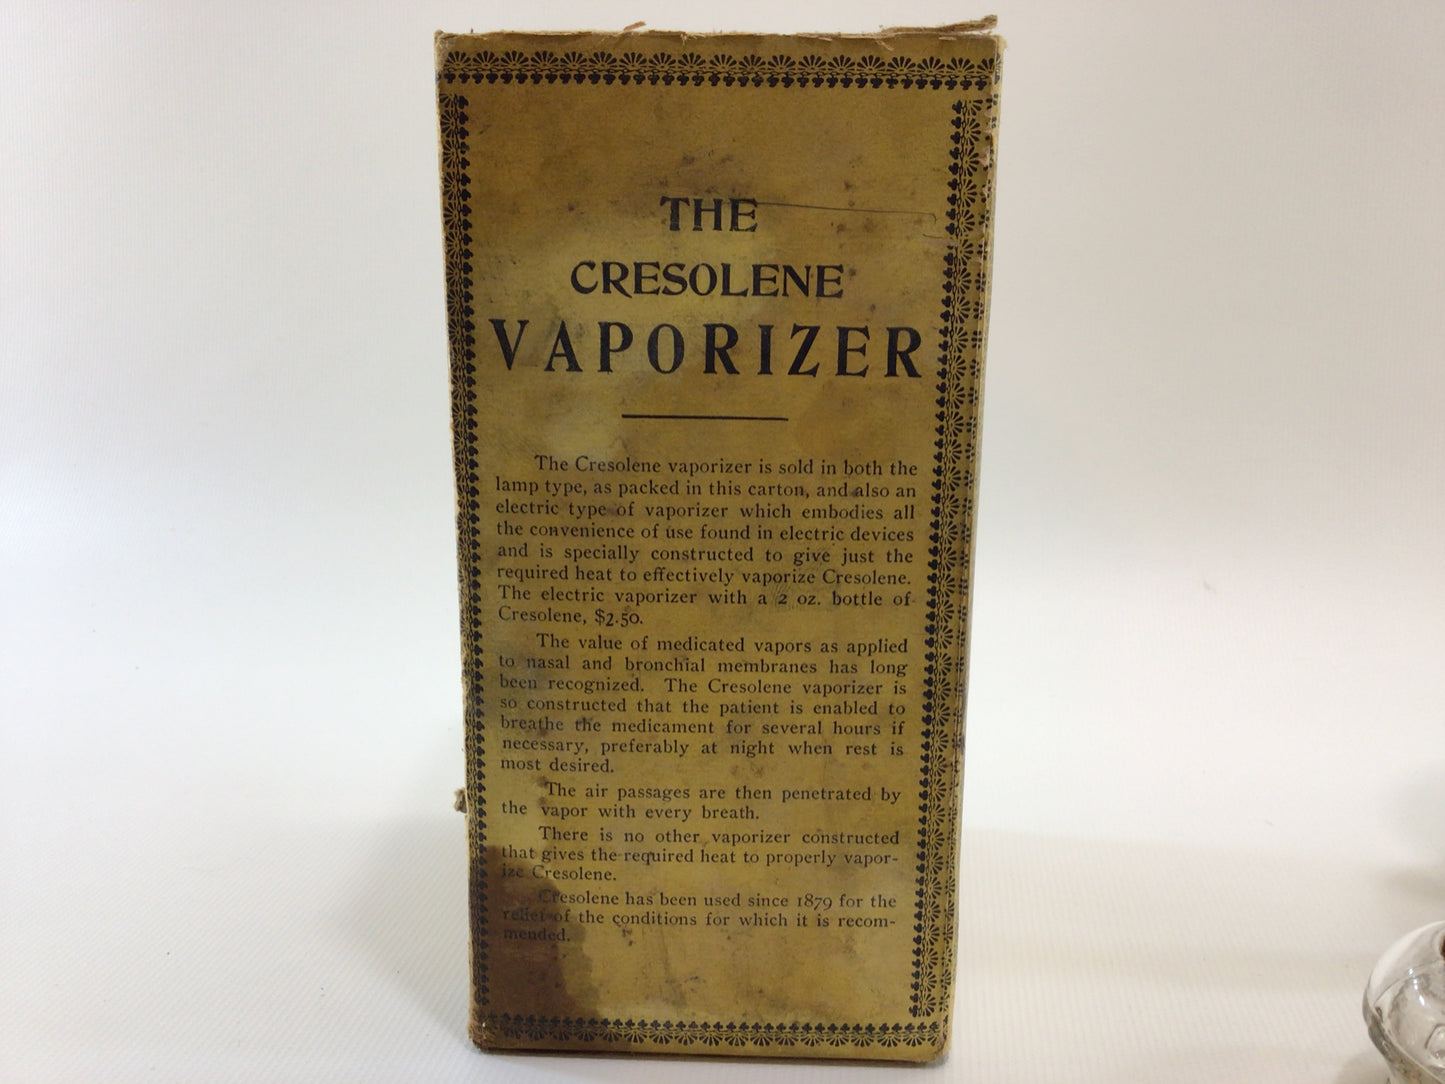 THE
CRESOLENE
VAPORIZER
The Cresolene vaporizer is sold in both the
lamp type, as packed in this carton, and also an
electric type of vaporizer which embodies all
the convenience of use found in electric devices
and is specially constructed to give just the
required heat to effectively vaporize Cresolene.
The electric vaporizer with a 2 oz. bottle of
Cresolene, $2.50.
The value of medicated vapors as applied
to nasal and bronchial membranes has long
been recognized. The Cresolene vaporizer is
so constructed that the patient is enabled to
breathe the medicament for several hours if
necessary, preferably at night when rest is
most desired.
The air passages are then penetrated by
the vapor with every breath.
There is no other vaporizer constructed
that gives the required heat to properly vapor-
ize Cresolene.
Cresolene has been used since 1879 for the
relief of the conditions for which it is recom-
mended.